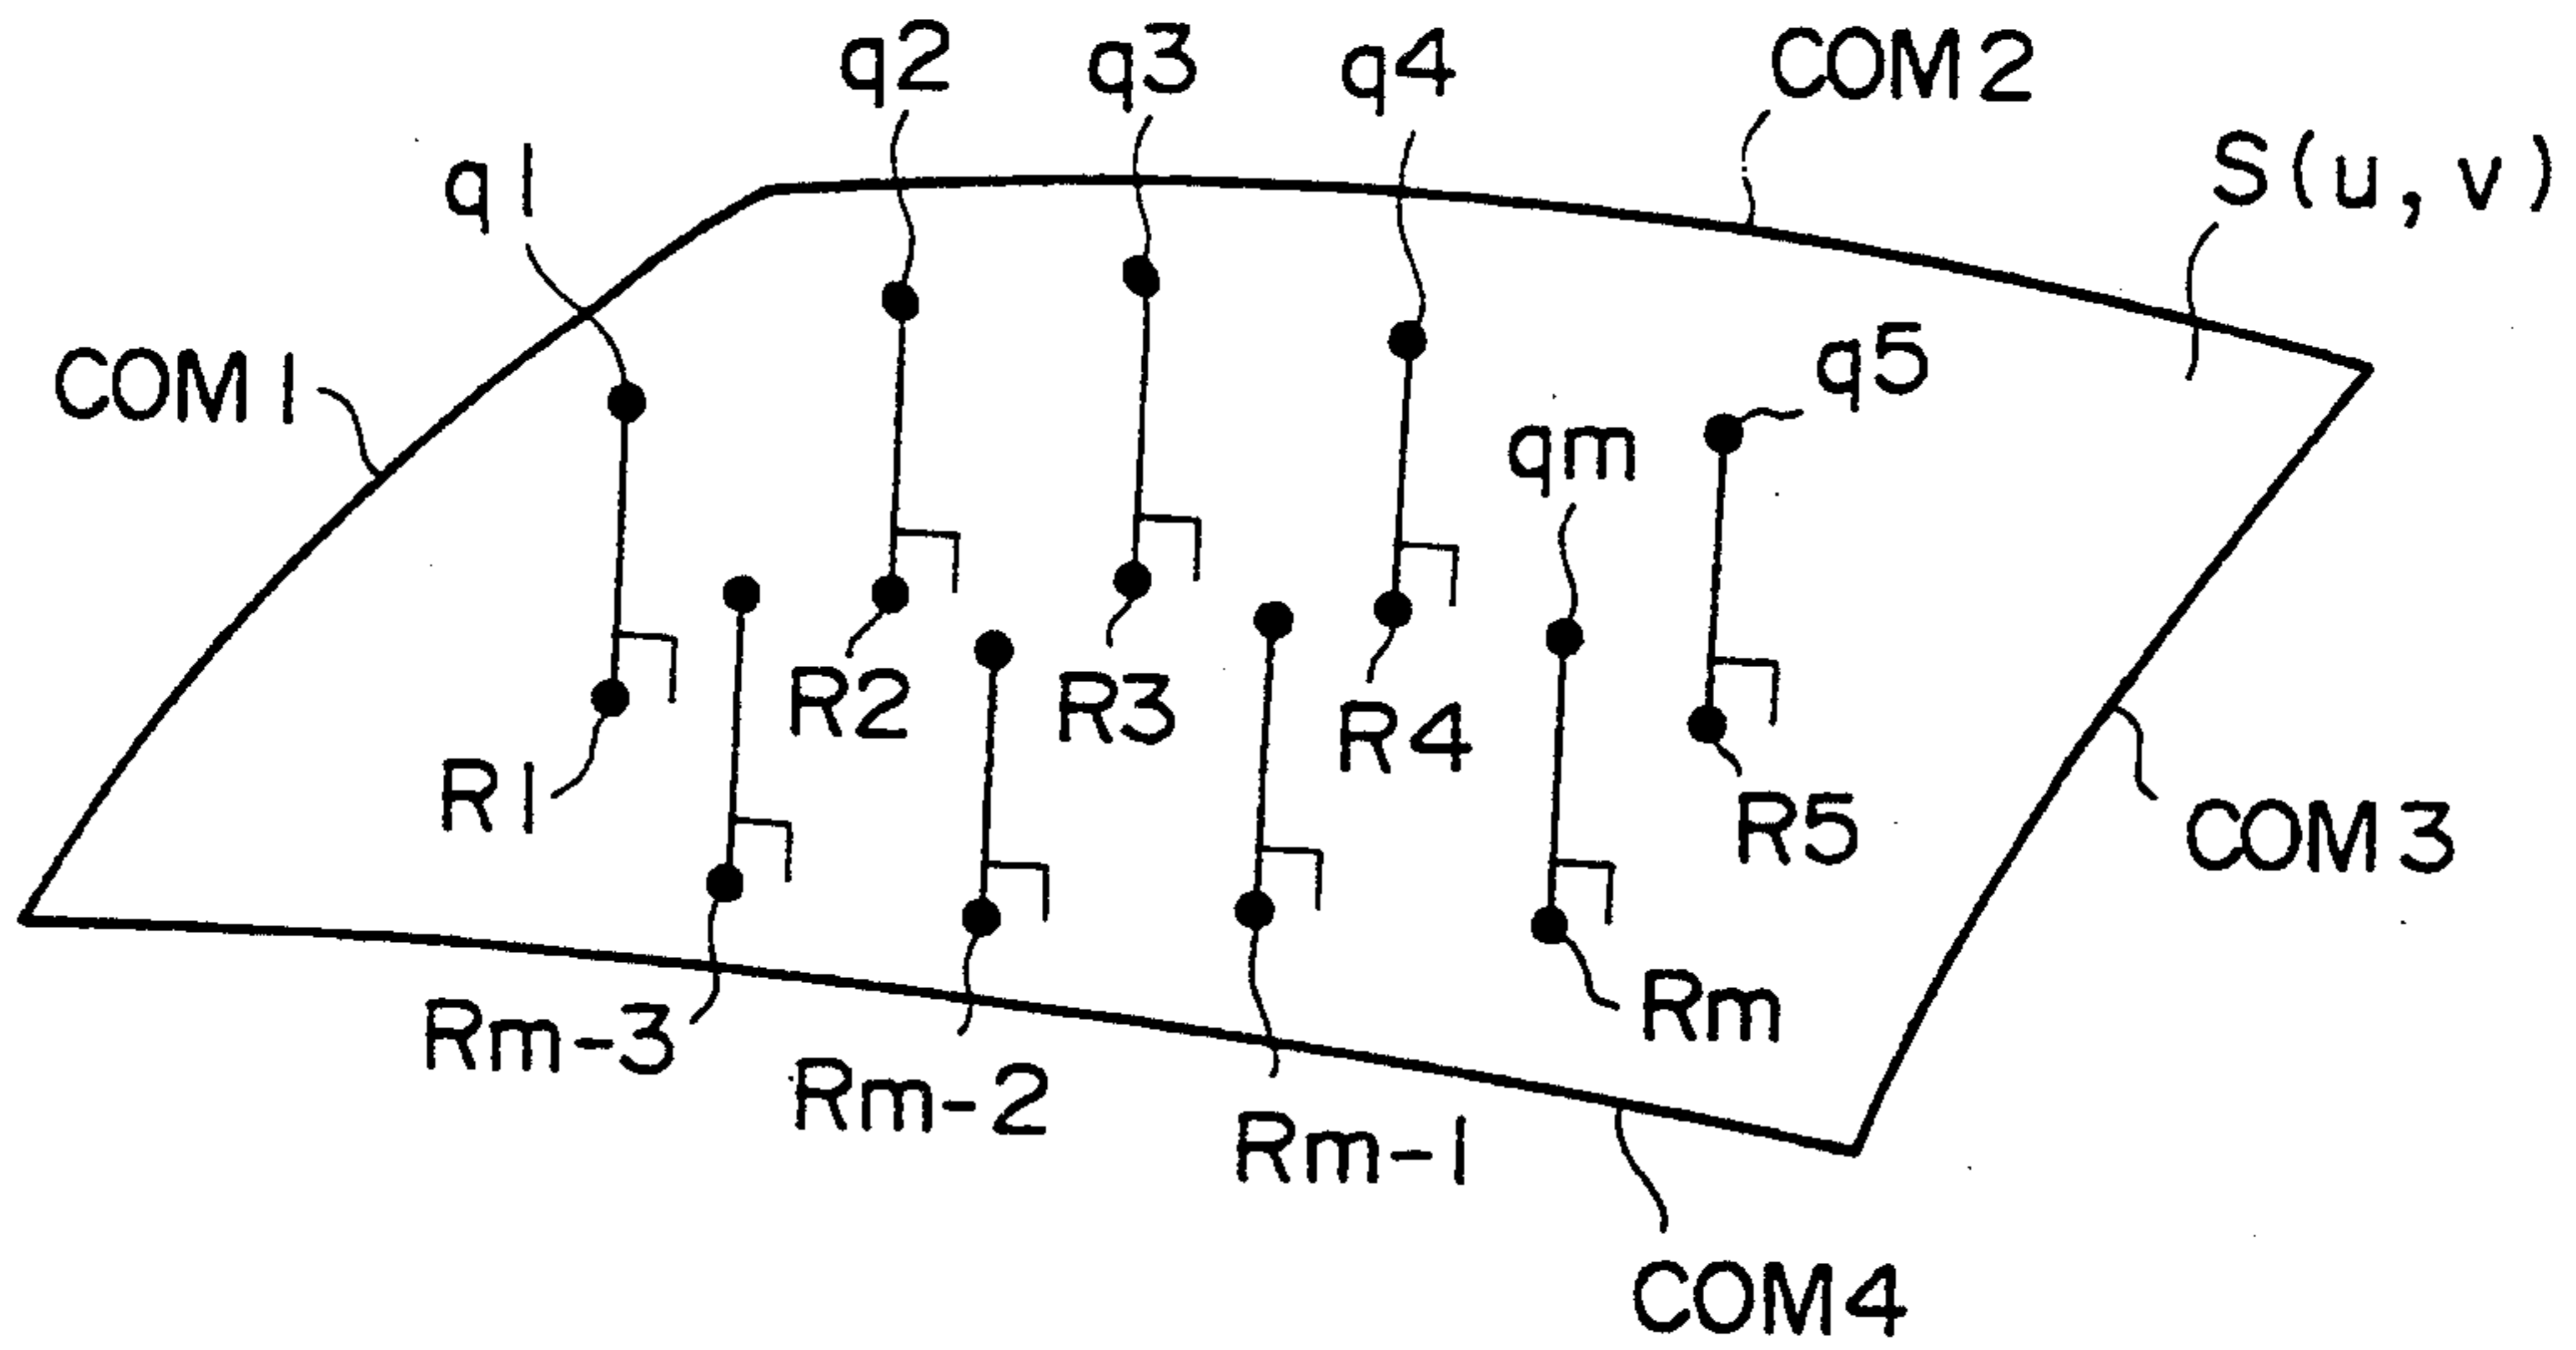 q1
q2
q3
q4
COM2
S(u, v)
COM1
q5
qm
R1
R2
R3
R4
R5
COM3
Rm-3
Rm-2
Rm-1
Rm
COM4